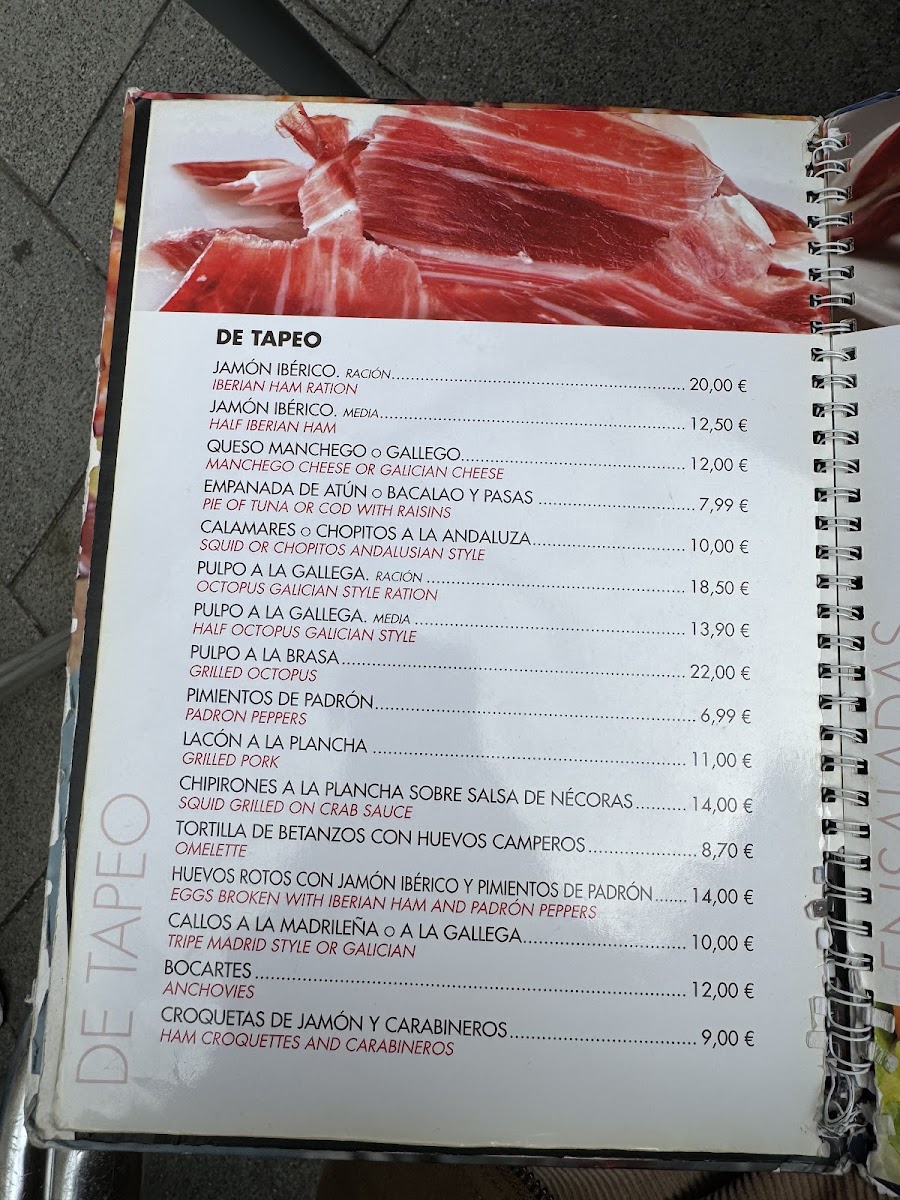 DE TAPEO
JAMÓN IBÉRICO. RACIÓN 20,00 €
IBERIAN HAM RATION
JAMÓN IBÉRICO. MEDIA 12,50 €
HALF IBERIAN HAM
QUESO MANCHEGO o GALLEGO 12,00 €
MANCHEGO CHEESE OR GALICIAN CHEESE
EMPANADA DE ATÚN o BACALAO Y PASAS 7,99 €
PIE OF TUNA OR COD WITH RAISINS
CALAMARES o CHOPITOS A LA ANDALUZA 10,00 €
SQUID OR CHOPITOS ANDALUSIAN STYLE
PULPO A LA GALLEGA. RACIÓN 18,50 €
OCTOPUS GALICIAN STYLE RATION
PULPO A LA GALLEGA. MEDIA 13,90 €
HALF OCTOPUS GALICIAN STYLE
PULPO A LA BRASA 22,00 €
GRILLED OCTOPUS
PIMIENTOS DE PADRÓN 6,99 €
PADRON PEPPERS
LACÓN A LA PLANCHA 11,00 €
GRILLED PORK
CHIPIRONES A LA PLANCHA SOBRE SALSA DE NÉCORAS 14,00 €
SQUID GRILLED ON CRAB SAUCE
TORTILLA DE BETANZOS CON HUEVOS CAMPEROS 8,70 €
OMELETTE
HUEVOS ROTOS CON JAMÓN IBÉRICO Y PIMIENTOS DE PADRÓN 14,00 €
EGGS BROKEN WITH IBERIAN HAM AND PADRÓN PEPPERS
CALLOS A LA MADRILEÑA o A LA GALLEGA 10,00 €
TRIPE MADRID STYLE OR GALICIAN
BOCARTES 12,00 €
ANCHOVIES
CROQUETAS DE JAMÓN Y CARABINEROS 9,00 €
HAM CROQUETTES AND CARABINEROS
DE TAPEO
ENSALADAS